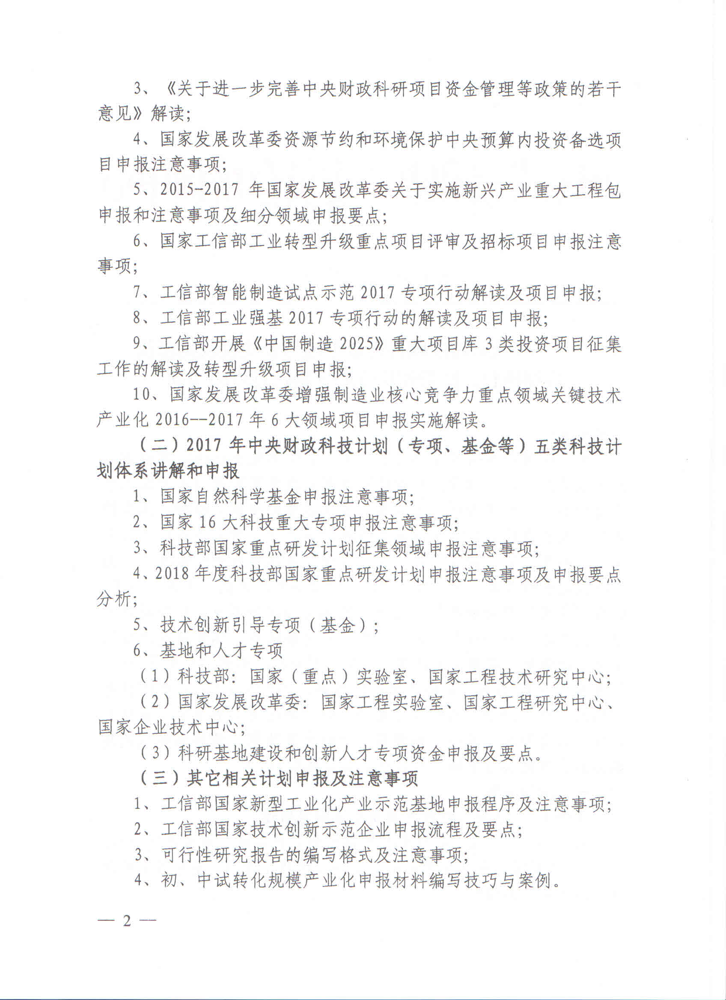 3、《关于进一步完善中央财政科研项目资金管理等政策的若干
意见》解读；
4、国家发展改革委资源节约和环境保护中央预算内投资备选项
目申报注意事项；
5、2015-2017 年国家发展改革委关于实施新兴产业重大工程包
申报和注意事项及细分领域申报要点；
6、国家工信部工业转型升级重点项目评审及招标项目申报注意
事项；
7、工信部智能制造试点示范 2017 专项行动解读及项目申报；
8、工信部工业强基 2017 专项行动的解读及项目申报；
9、工信部开展《中国制造 2025》重大项目库 3 类投资项目征集
工作的解读及转型升级项目申报；
10、国家发展改革委增强制造业核心竞争力重点领域关键技术
产业化 2016--2017 年 6 大领域项目申报实施解读。
（二）2017 年中央财政科技计划（专项、基金等）五类科技计
划体系讲解和申报
1、国家自然科学基金申报注意事项；
2、国家 16 大科技重大专项申报注意事项；
3、科技部国家重点研发计划征集领域申报注意事项；
4、2018 年度科技部国家重点研发计划申报注意事项及申报要点
分析；
5、技术创新引导专项（基金）；
6、基地和人才专项
（1）科技部：国家（重点）实验室、国家工程技术研究中心；
（2）国家发展改革委：国家工程实验室、国家工程研究中心、
国家企业技术中心；
（3）科研基地建设和创新人才专项资金申报及要点。
（三）其它相关计划申报及注意事项
1、工信部国家新型工业化产业示范基地申报程序及注意事项；
2、工信部国家技术创新示范企业申报流程及要点；
3、可行性研究报告的编写格式及注意事项；
4、初、中试转化规模产业化申报材料编写技巧与案例。
— 2 —